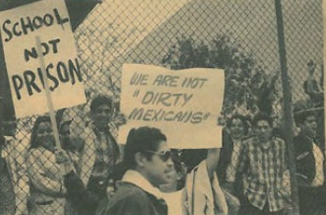 SCHOOL
NOT
PRISON
WE ARE NOT
"DIRTY
MEXICANS"